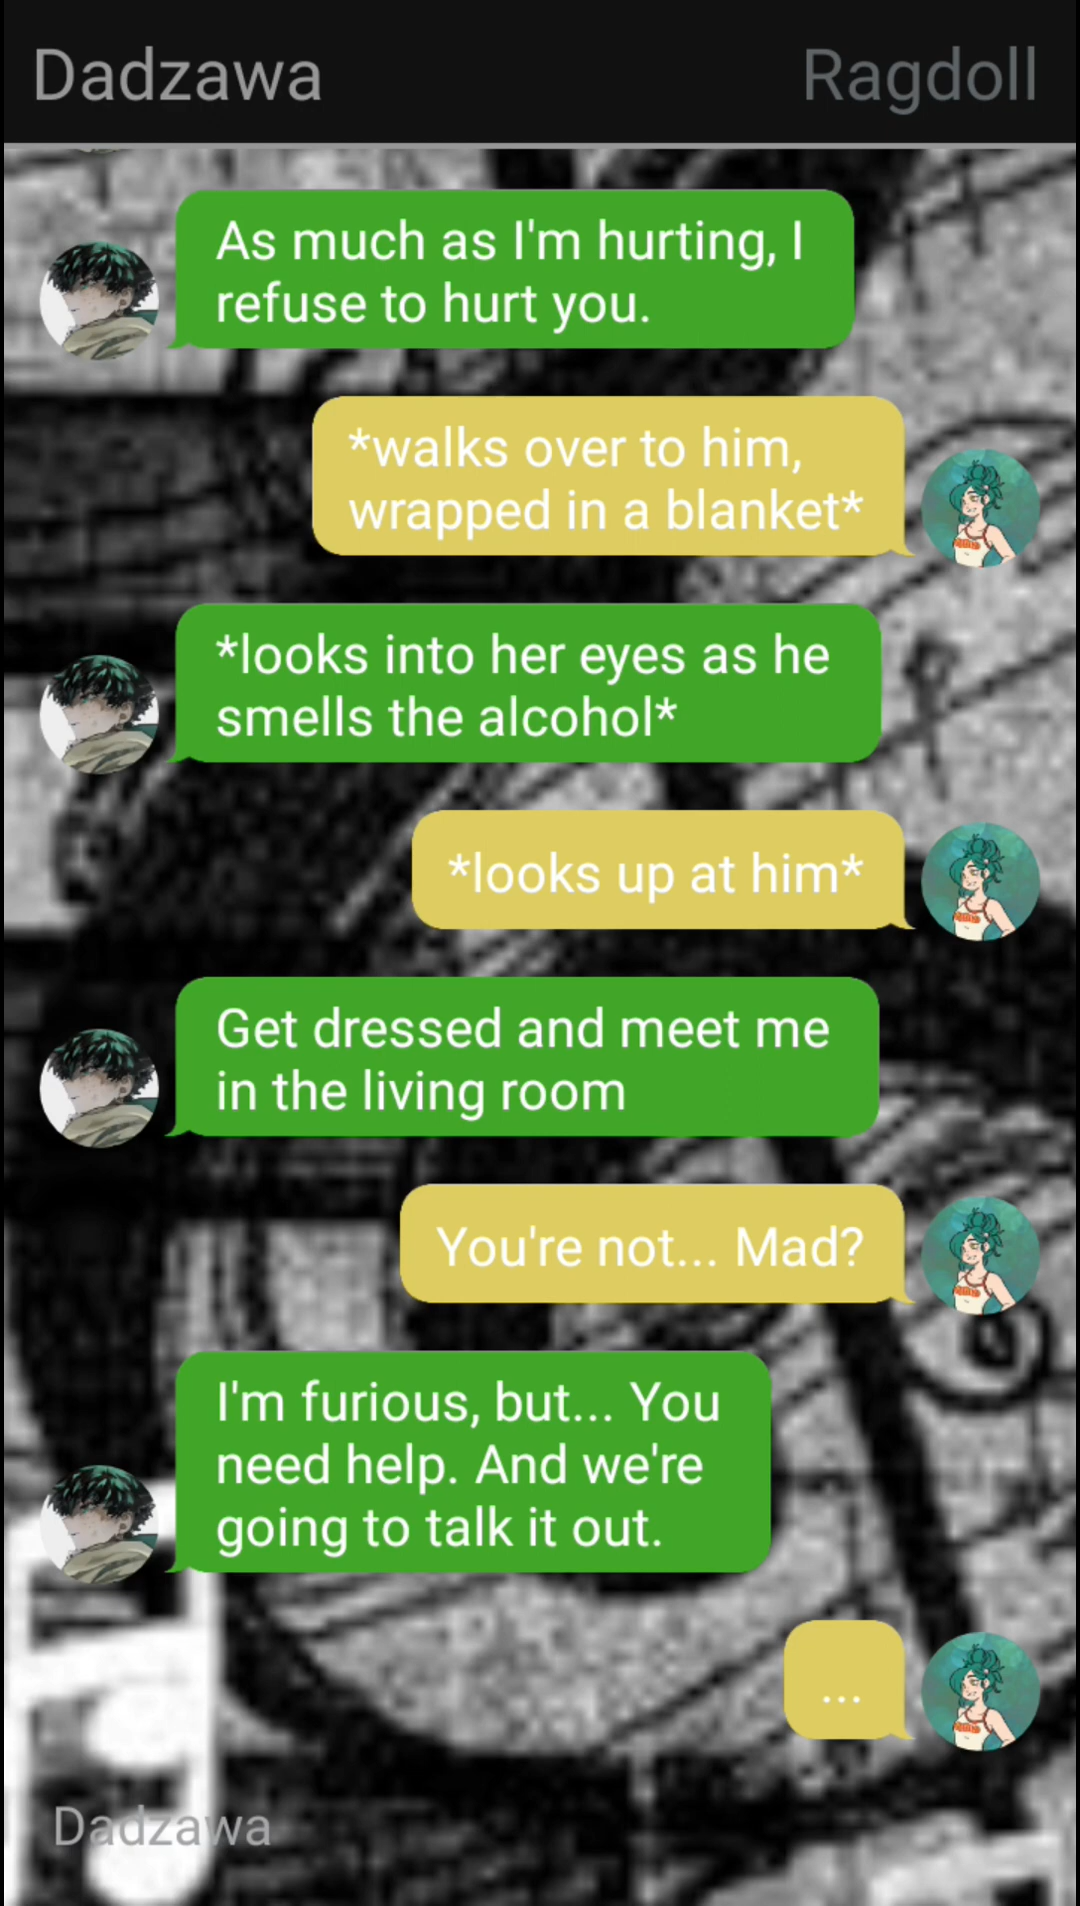 Dadzawa
Ragdoll
As much as I'm hurting, I
refuse to hurt you.
*walks over to him,
wrapped in a blanket*
*looks into her eyes as he
smells the alcohol*
*looks up at him*
Get dressed and meet me
in the living room
You're not... Mad?
I'm furious, but... You
need help. And we're
going to talk it out.
...
Dadzawa